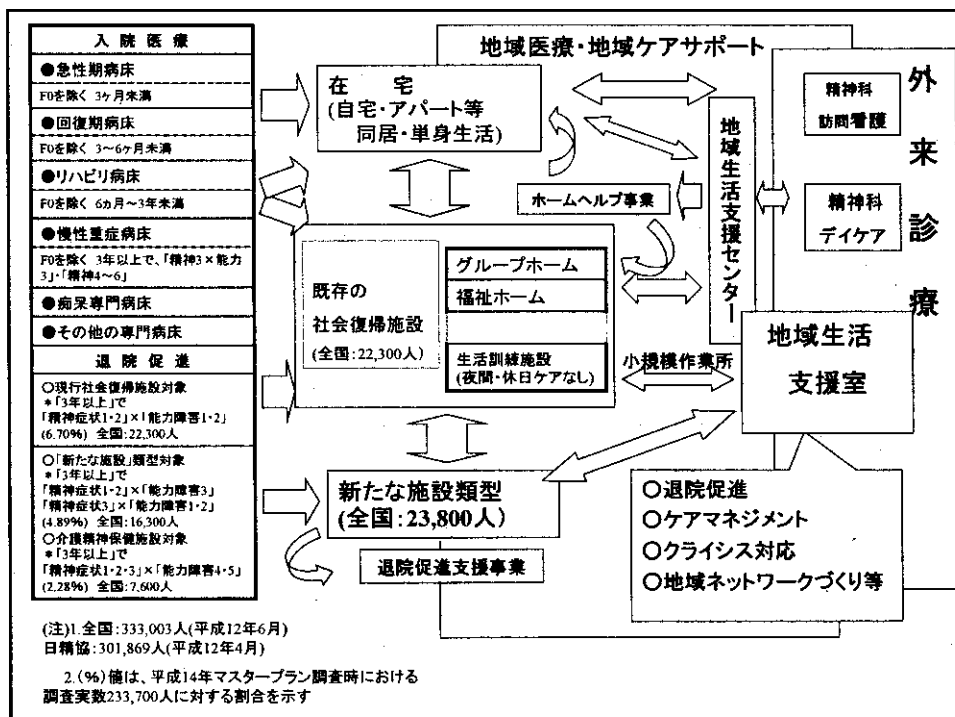 入院医療
●急性期病床
F0を除く 3ヶ月未満
●回復期病床
F0を除く 3～6ヶ月未満
●リハビリ病床
F0を除く 6カ月～3年未満
●慢性重症病床
F0を除く 3年以上で、「精神3×能力
3」・「精神4～6」
●痴呆専門病床
●その他の専門病床
退院促進
○現行社会復帰施設対象
＊「3年以上」で
「精神症状1・2」×「能力障害1・2」
(6.70%) 全国：22,300人
○「新たな施設」類型対象
＊「3年以上」で
「精神症状1・2」×「能力障害3」
「精神症状3」×「能力障害1・2」
(4.89%) 全国：16,300人
○介護精神保健施設対象
＊「3年以上」で
「精神症状1・2・3」×「能力障害4・5」
(2.28%) 全国：7,600人
地域医療・地域ケアサポート
在宅
(自宅・アパート等
同居・単身生活)
ホームヘルプ事業
既存の
社会復帰施設
(全国：22,300人)
グループホーム
福祉ホーム
生活訓練施設
(夜間・休日ケアなし)
小規模作業所
新たな施設類型
(全国：23,800人)
退院促進支援事業
地域生活支援センター
外来診療
精神科
訪問看護
精神科
デイケア
地域生活
支援室
○退院促進
○ケアマネジメント
○クライシス対応
○地域ネットワークづくり等
(注)1.全国：333,003人(平成12年6月)
日精協：301,869人(平成12年4月)
2.(%)値は、平成14年マスタープラン調査時における
調査実数233,700人に対する割合を示す